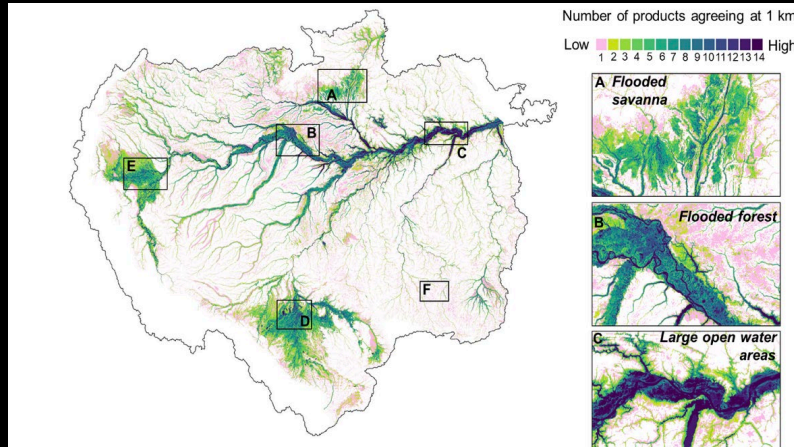 Number of products agreeing at 1 km
Low
High
1 2 3 4 5 6 7 8 9 10 11 12 13 14
A
B
C
D
E
F
A Flooded
savanna
B Flooded forest
C Large open water
areas